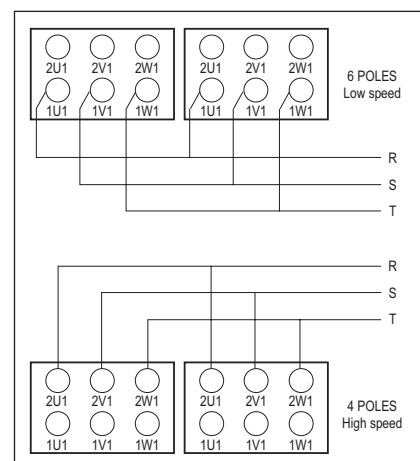 2U1 2V1 2W1 2U1 2V1 2W1
6 POLES
Low speed
1U1 1V1 1W1 1U1 1V1 1W1
R
S
T
R
S
T
2U1 2V1 2W1 2U1 2V1 2W1
4 POLES
High speed
1U1 1V1 1W1 1U1 1V1 1W1